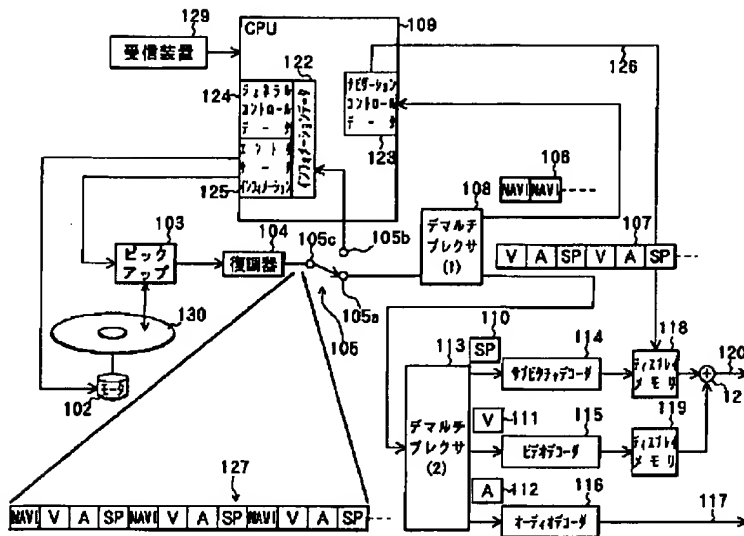 129
受信装置
CPU
109
122
124
ジェネラル
コントロール
データ
インフォメーションデータ
125
インフォメイション
ナビゲーション
コントロール
データ
123
126
106
NAVI NAVI
108
デマルチ
プレクサ
(1)
107
V A SP V A SP
103
ピック
アップ
104
復調器
105c
105b
105a
105
130
モータ
102
113
デマルチ
プレクサ
(2)
110
SP
114
サブピクチャデコーダ
118
ディスプレイ
メモリ
120
12
111
V
115
ビデオデコーダ
119
ディスプレイ
メモリ
112
A
116
オーディオデコーダ
117
127
NAVI V A SP NAVI V A SP NAVI V A SP